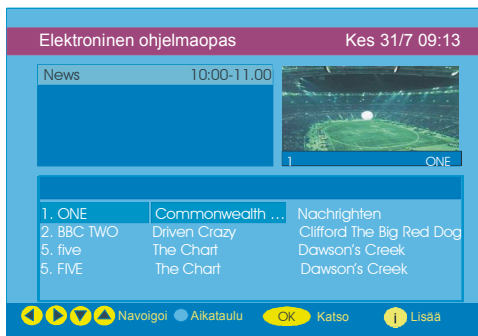 Elektroninen ohjelmaopas Kes 31/7 09:13
News 10:00-11.00
1 ONE
1. ONE Commonwealth ... Nachrighten
2. BBC TWO Driven Crazy Clifford The Big Red Dog
5. five The Chart Dawson's Creek
5. FIVE The Chart Dawson's Creek
Navoigoi Aikataulu OK Katso i Lisää